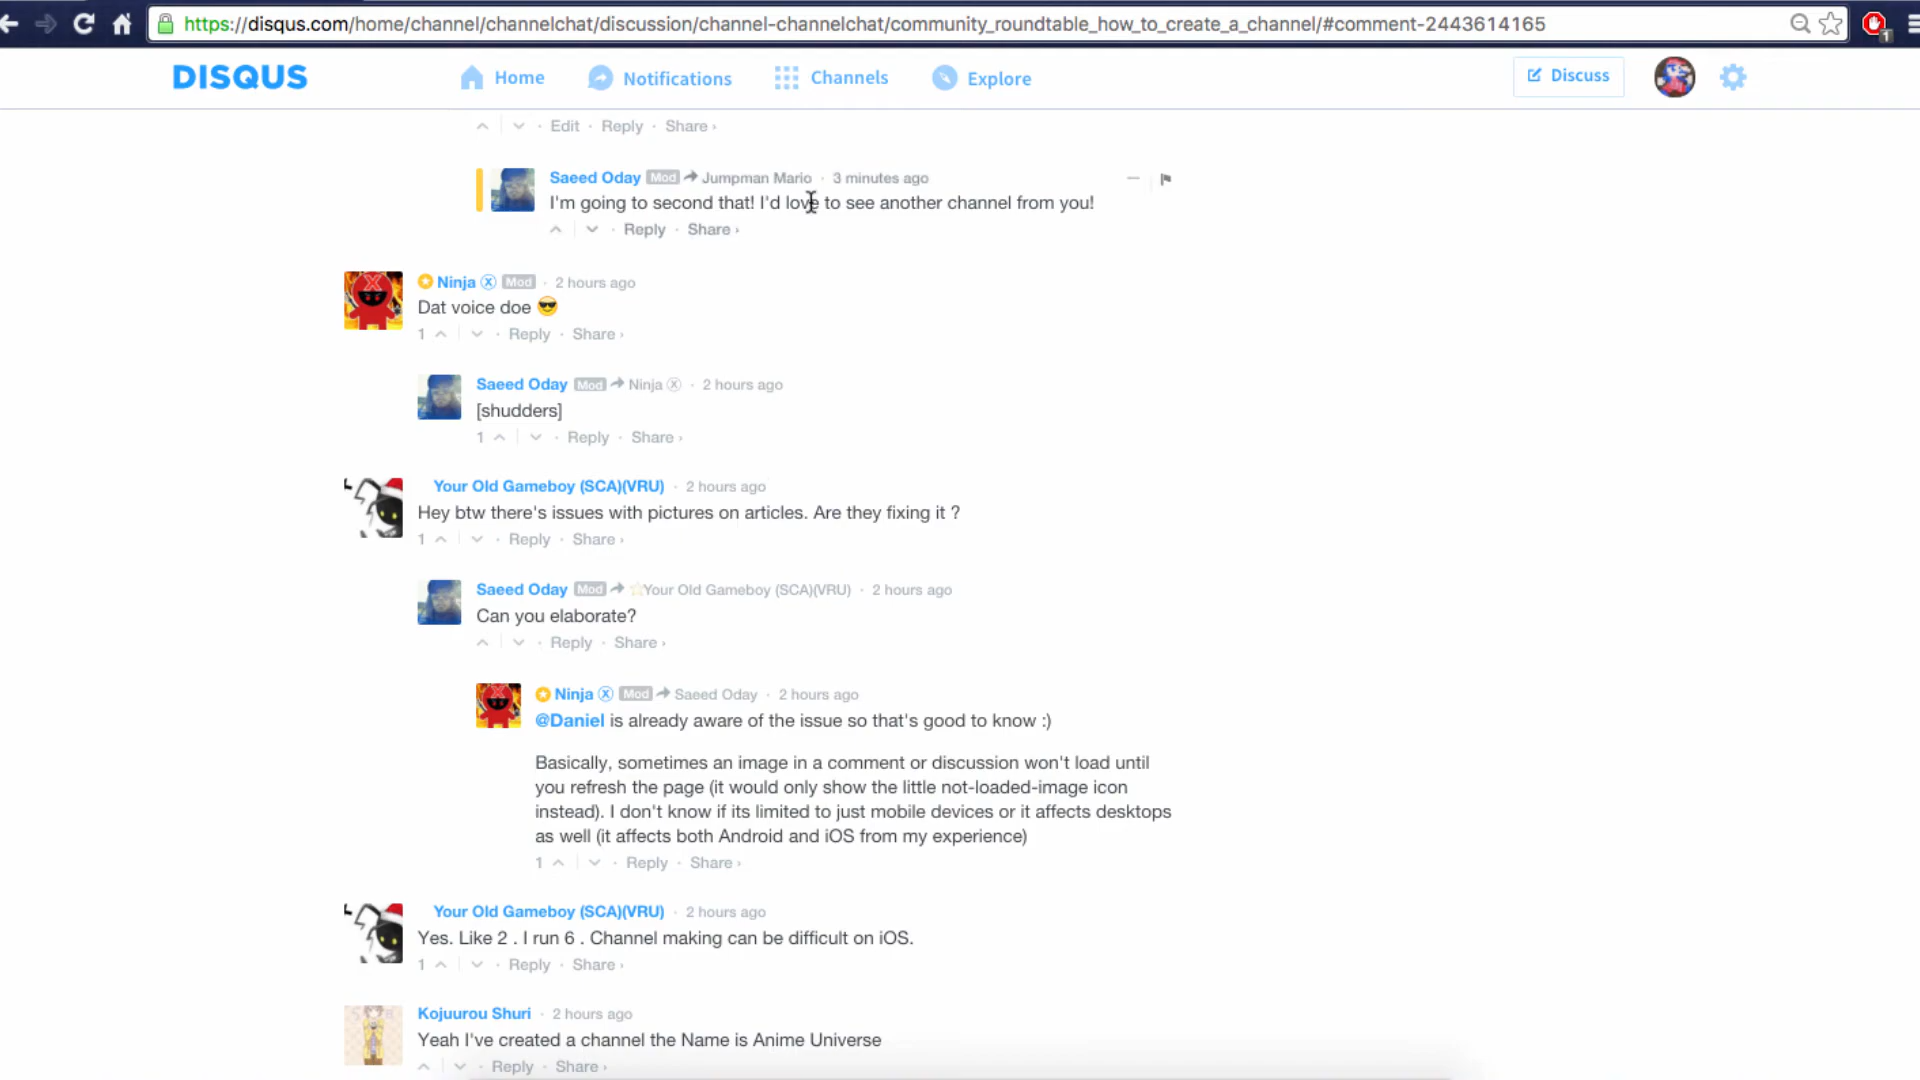 https://disqus.com/home/channel/channelchat/discussion/channel-channelchat/community_roundtable_how_to_create_a_channel/#comment-2443614165
1
DISQUS Home Notifications Channels Explore Discuss
Edit · Reply · Share ›
Saeed Oday Mod Jumpman Mario · 3 minutes ago
I'm going to second that! I'd love to see another channel from you!
Reply · Share ›
Ninja Ⓧ Mod · 2 hours ago
Dat voice doe 😎
1 · Reply · Share ›
Saeed Oday Mod Ninja Ⓧ · 2 hours ago
[shudders]
1 · Reply · Share ›
Your Old Gameboy (SCA)(VRU) · 2 hours ago
Hey btw there's issues with pictures on articles. Are they fixing it ?
1 · Reply · Share ›
Saeed Oday Mod ⭐Your Old Gameboy (SCA)(VRU) · 2 hours ago
Can you elaborate?
Reply · Share ›
Ninja Ⓧ Mod Saeed Oday · 2 hours ago
@Daniel is already aware of the issue so that's good to know :)
Basically, sometimes an image in a comment or discussion won't load until
you refresh the page (it would only show the little not-loaded-image icon
instead). I don't know if its limited to just mobile devices or it affects desktops
as well (it affects both Android and iOS from my experience)
1 · Reply · Share ›
Your Old Gameboy (SCA)(VRU) · 2 hours ago
Yes. Like 2 . I run 6 . Channel making can be difficult on iOS.
1 · Reply · Share ›
Kojuurou Shuri · 2 hours ago
Yeah I've created a channel the Name is Anime Universe
Reply · Share ›